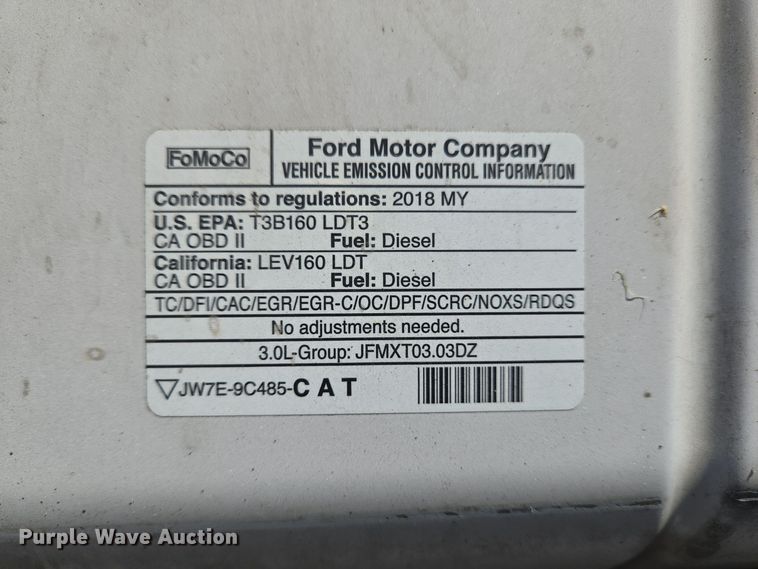 FoMoCo
Ford Motor Company
VEHICLE EMISSION CONTROL INFORMATION
Conforms to regulations: 2018 MY
U.S. EPA: T3B160 LDT3
CA OBD II Fuel: Diesel
California: LEV160 LDT
CA OBD II Fuel: Diesel
TC/DFI/CAC/EGR/EGR-C/OC/DPF/SCRC/NOXS/RDQS
No adjustments needed.
3.0L-Group: JFMXT03.03DZ
JW7E-9C485-CAT
Purple Wave Auction